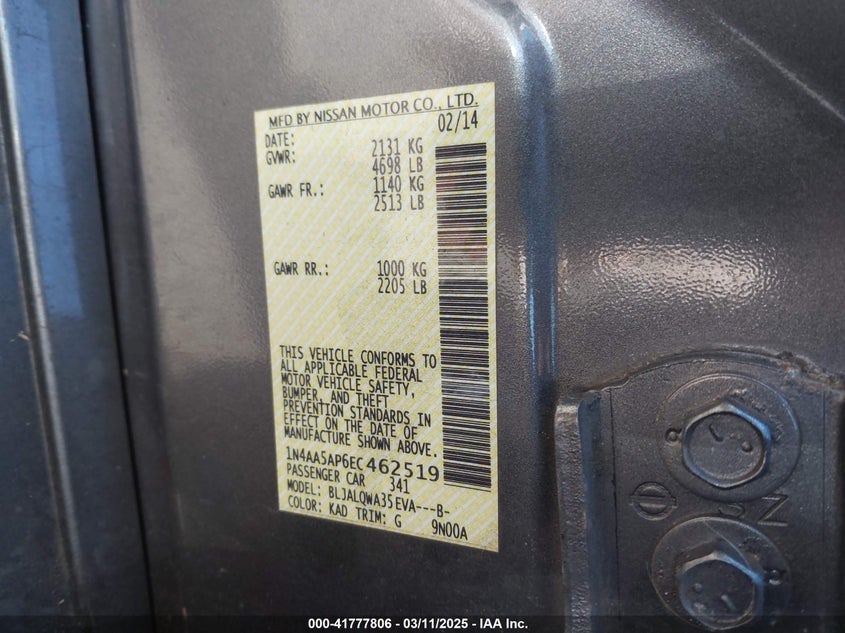 MFD BY NISSAN MOTOR CO., LTD.
DATE: 02/14
GVWR: 2131 KG
4698 LB
GAWR FR.: 1140 KG
2513 LB
GAWR RR.: 1000 KG
2205 LB
THIS VEHICLE CONFORMS TO
ALL APPLICABLE FEDERAL
MOTOR VEHICLE SAFETY,
BUMPER, AND THEFT
PREVENTION STANDARDS IN
EFFECT ON THE DATE OF
MANUFACTURE SHOWN ABOVE.
1N4AA5AP6EC462519
PASSENGER CAR 341
MODEL: BLJALQWA35EVA---B-
COLOR: KAD TRIM: G 9N00A
N
000-41777806 - 03/11/2025 - IAA Inc.